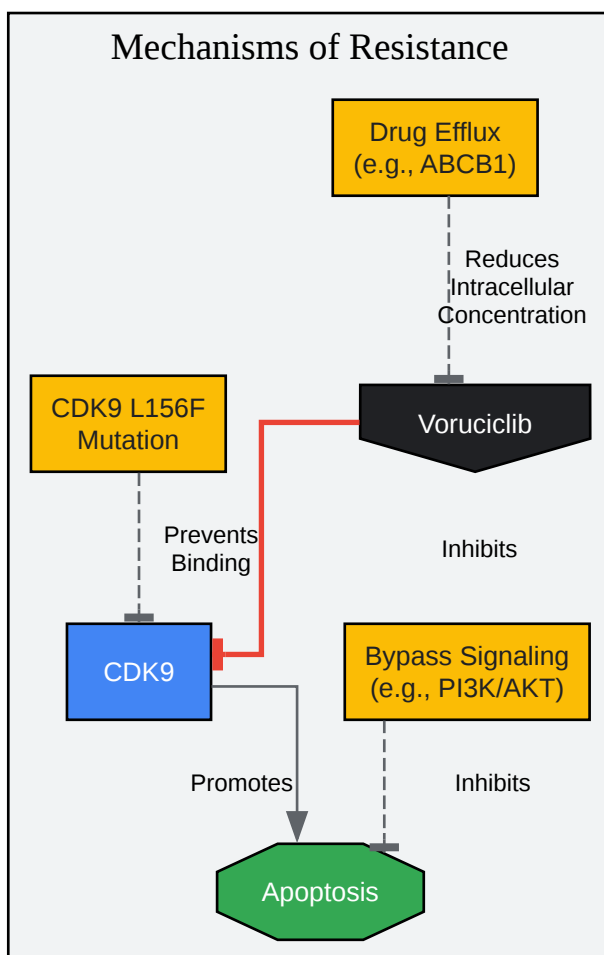 Mechanisms of Resistance
Drug Efflux
(e.g., ABCB1)
Reduces
Intracellular
Concentration
CDK9 L156F
Mutation
Voruciclib
Prevents
Binding
Inhibits
CDK9
Bypass Signaling
(e.g., PI3K/AKT)
Promotes
Inhibits
Apoptosis